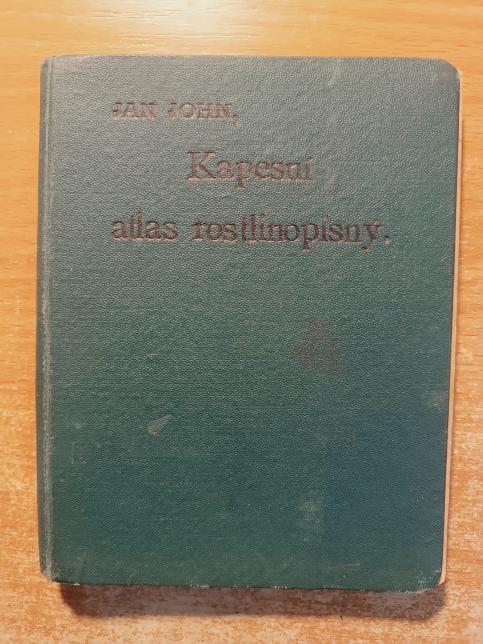 JAN JOHN,
Kapesní
atlas rostlinopisný.